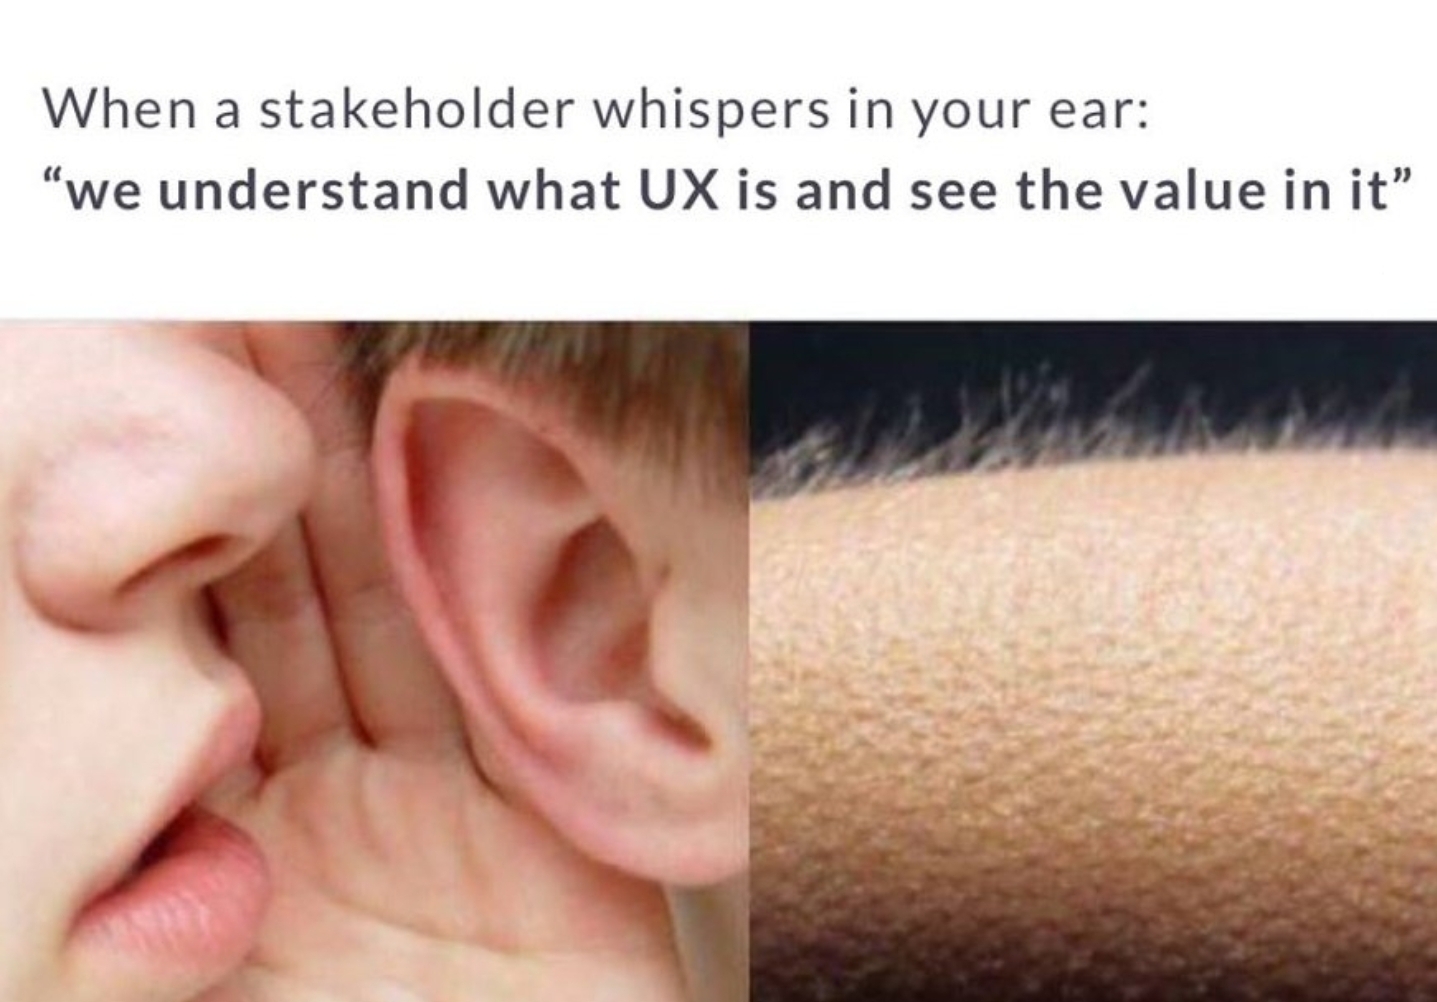 When a stakeholder whispers in your ear:
“we understand what UX is and see the value in it”